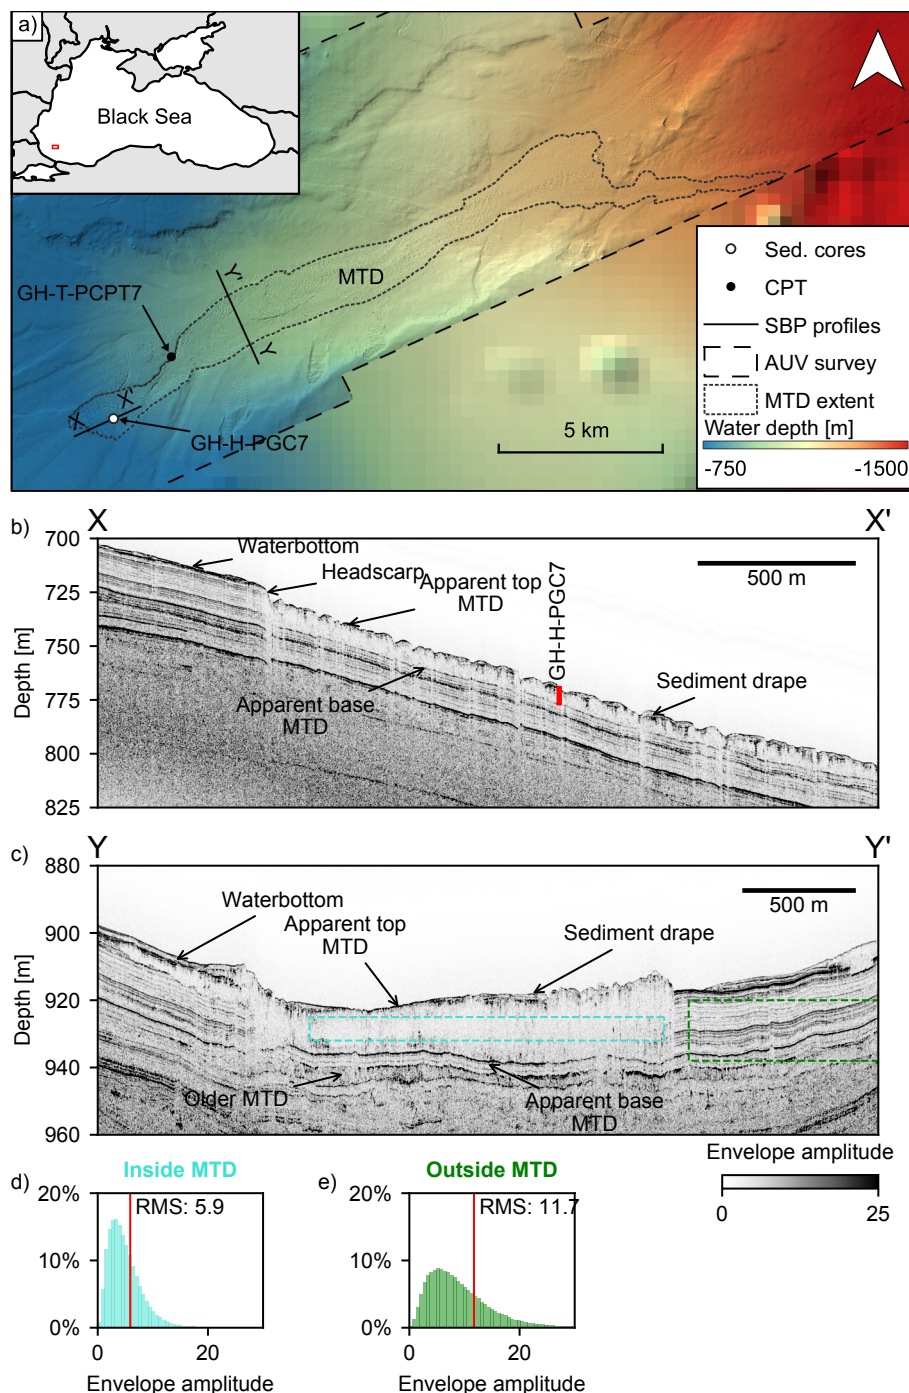 a)
Black Sea
MTD
GH-T-PCPT7
Y'
Y
X
X'
GH-H-PGC7
5 km
Sed. cores
CPT
SBP profiles
AUV survey
MTD extent
Water depth [m]
-750
-1500
b)
X
X'
Depth [m]
700
725
750
775
800
825
Waterbottom
Headscarp
Apparent top
MTD
GH-H-PGC7
500 m
Sediment drape
Apparent base
MTD
c)
Y
Y'
Depth [m]
880
900
920
940
960
Waterbottom
Apparent top
MTD
Sediment drape
500 m
Older MTD
Apparent base
MTD
Envelope amplitude
0
25
d)
Inside MTD
20%
10%
0%
RMS: 5.9
0
20
Envelope amplitude
e)
Outside MTD
20%
10%
0%
RMS: 11.7
0
20
Envelope amplitude